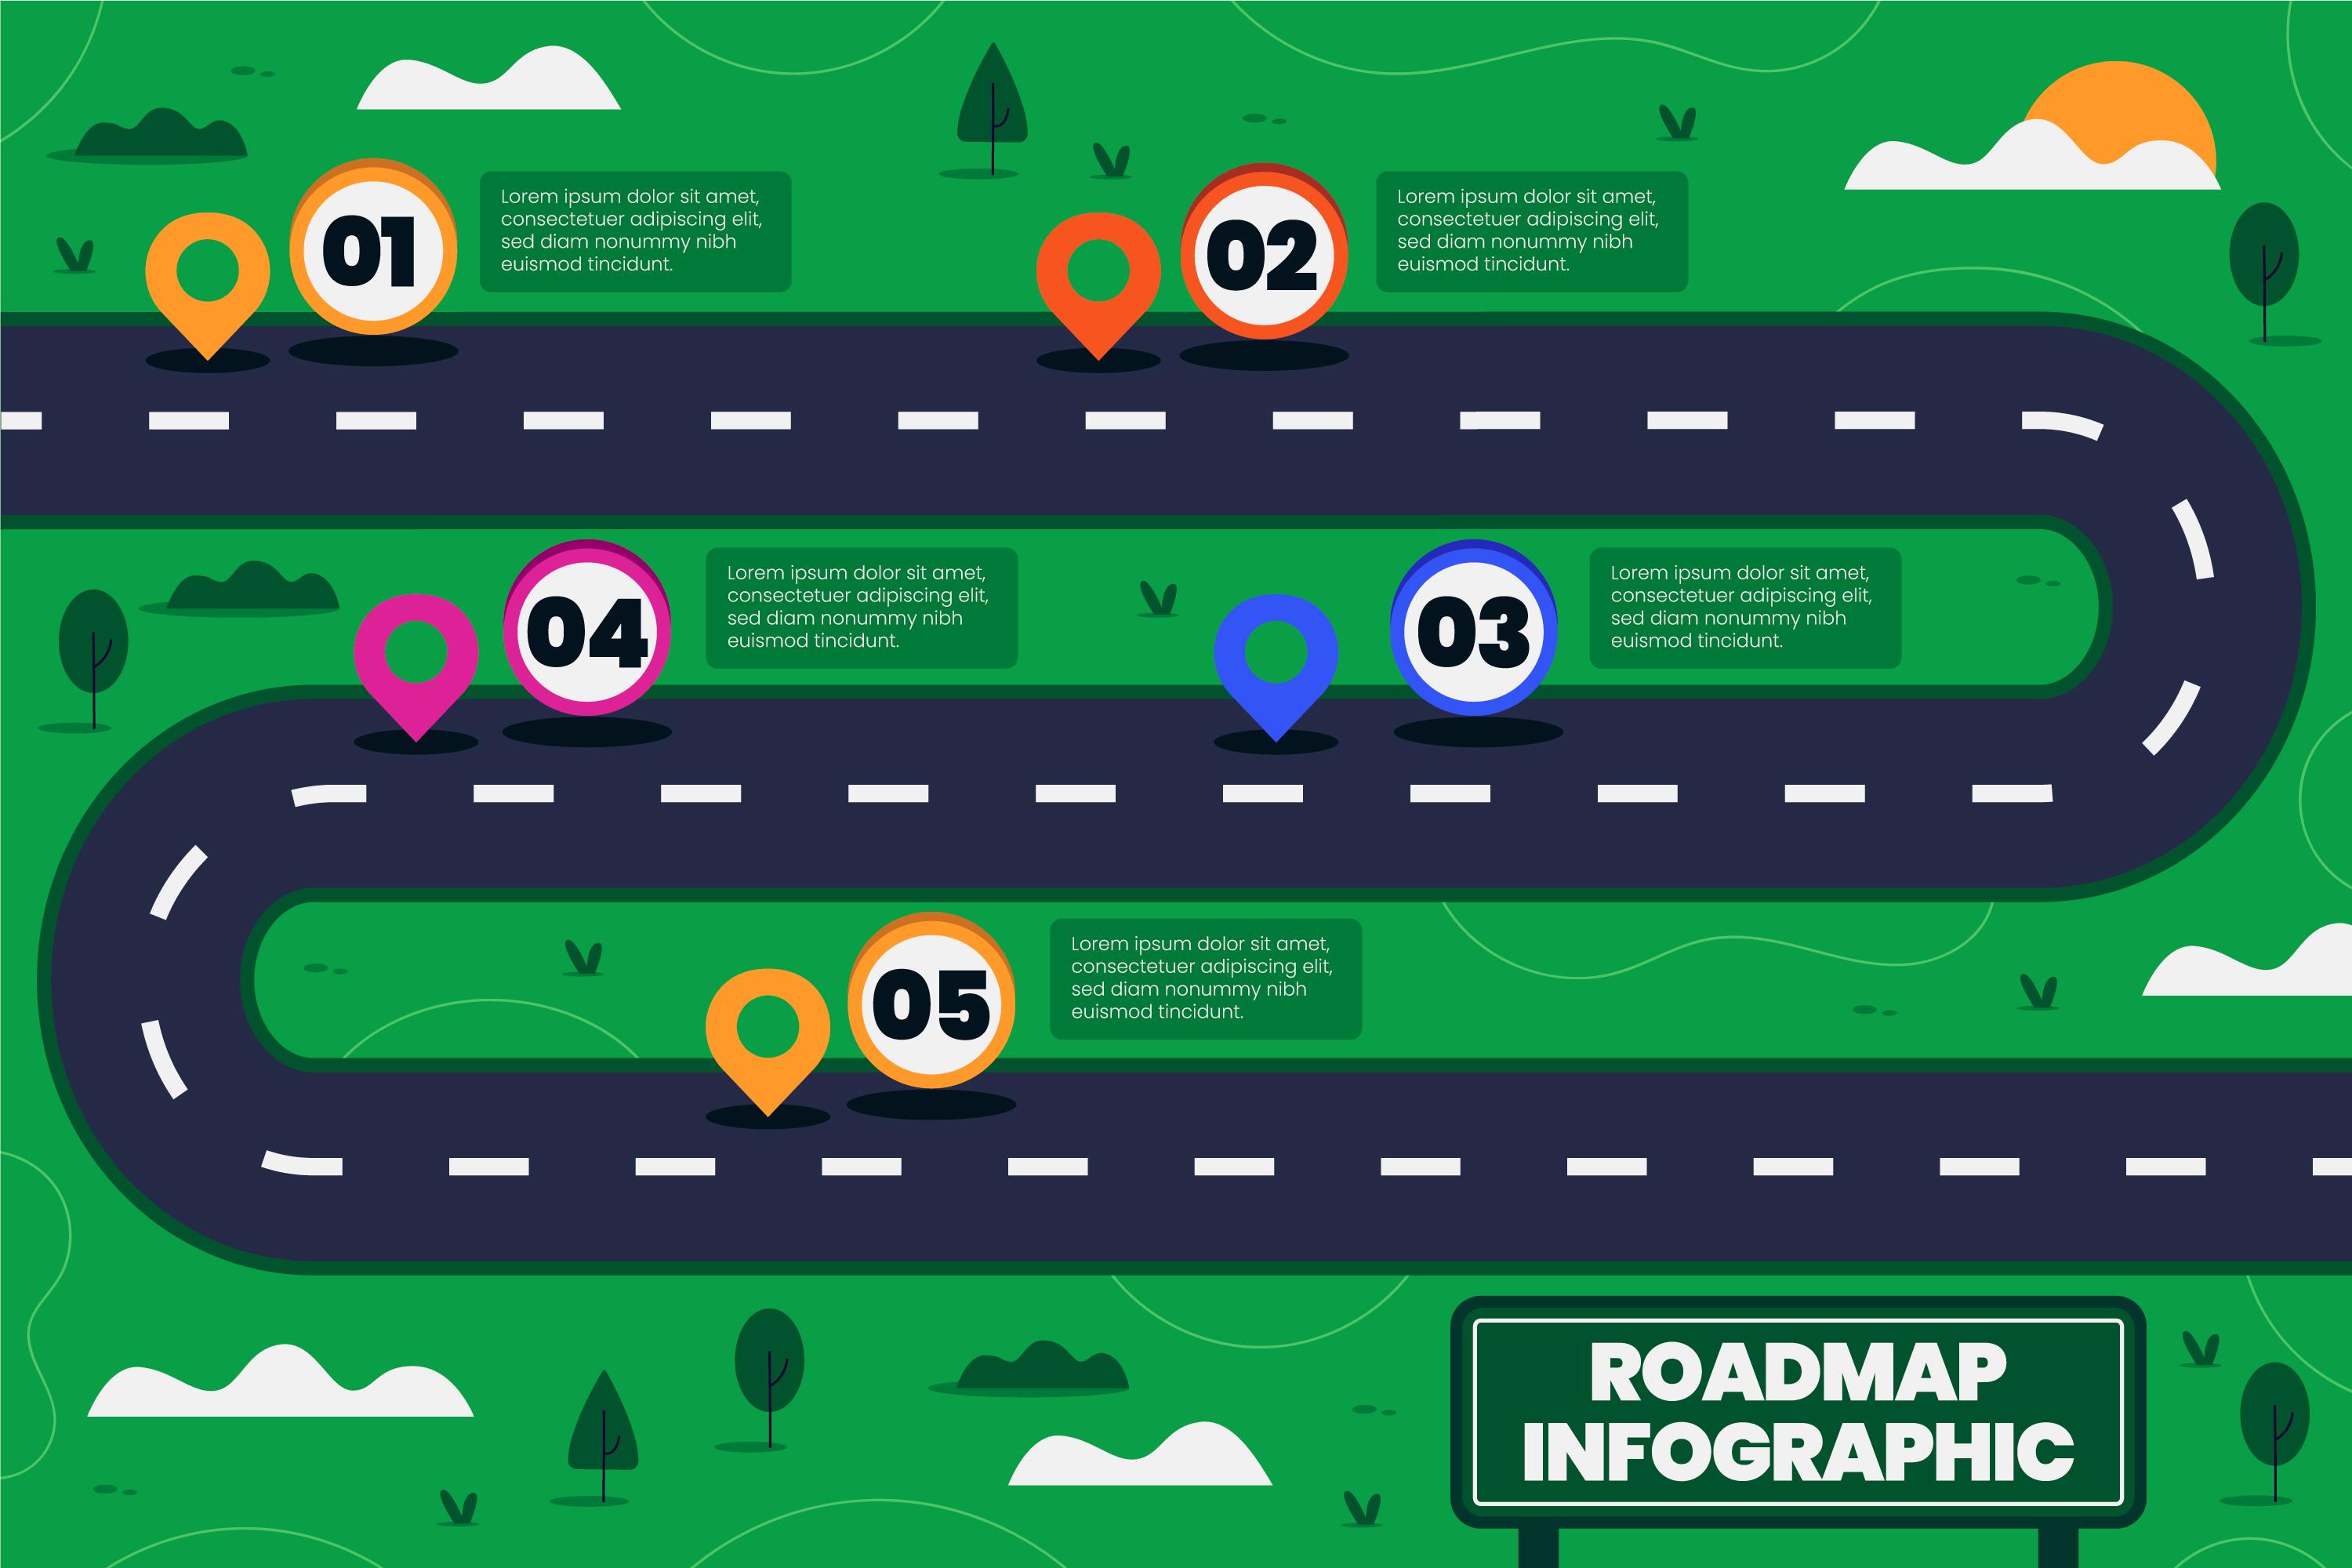 01
Lorem ipsum dolor sit amet,
consectetuer adipiscing elit,
sed diam nonummy nibh
euismod tincidunt.
02
Lorem ipsum dolor sit amet,
consectetuer adipiscing elit,
sed diam nonummy nibh
euismod tincidunt.
04
Lorem ipsum dolor sit amet,
consectetuer adipiscing elit,
sed diam nonummy nibh
euismod tincidunt.
03
Lorem ipsum dolor sit amet,
consectetuer adipiscing elit,
sed diam nonummy nibh
euismod tincidunt.
05
Lorem ipsum dolor sit amet,
consectetuer adipiscing elit,
sed diam nonummy nibh
euismod tincidunt.
ROADMAP
INFOGRAPHIC